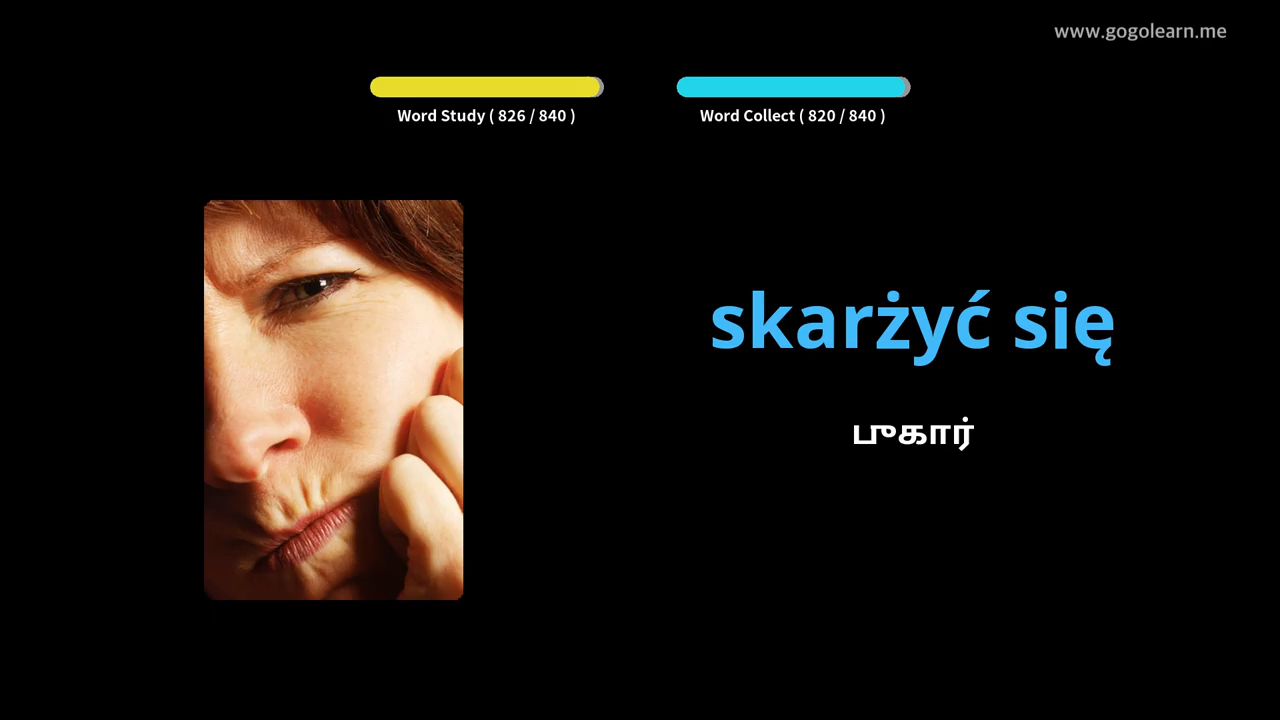 www.gogolearn.me
Word Study ( 826 / 840 )
Word Collect ( 820 / 840 )
skarżyć się
புகார்